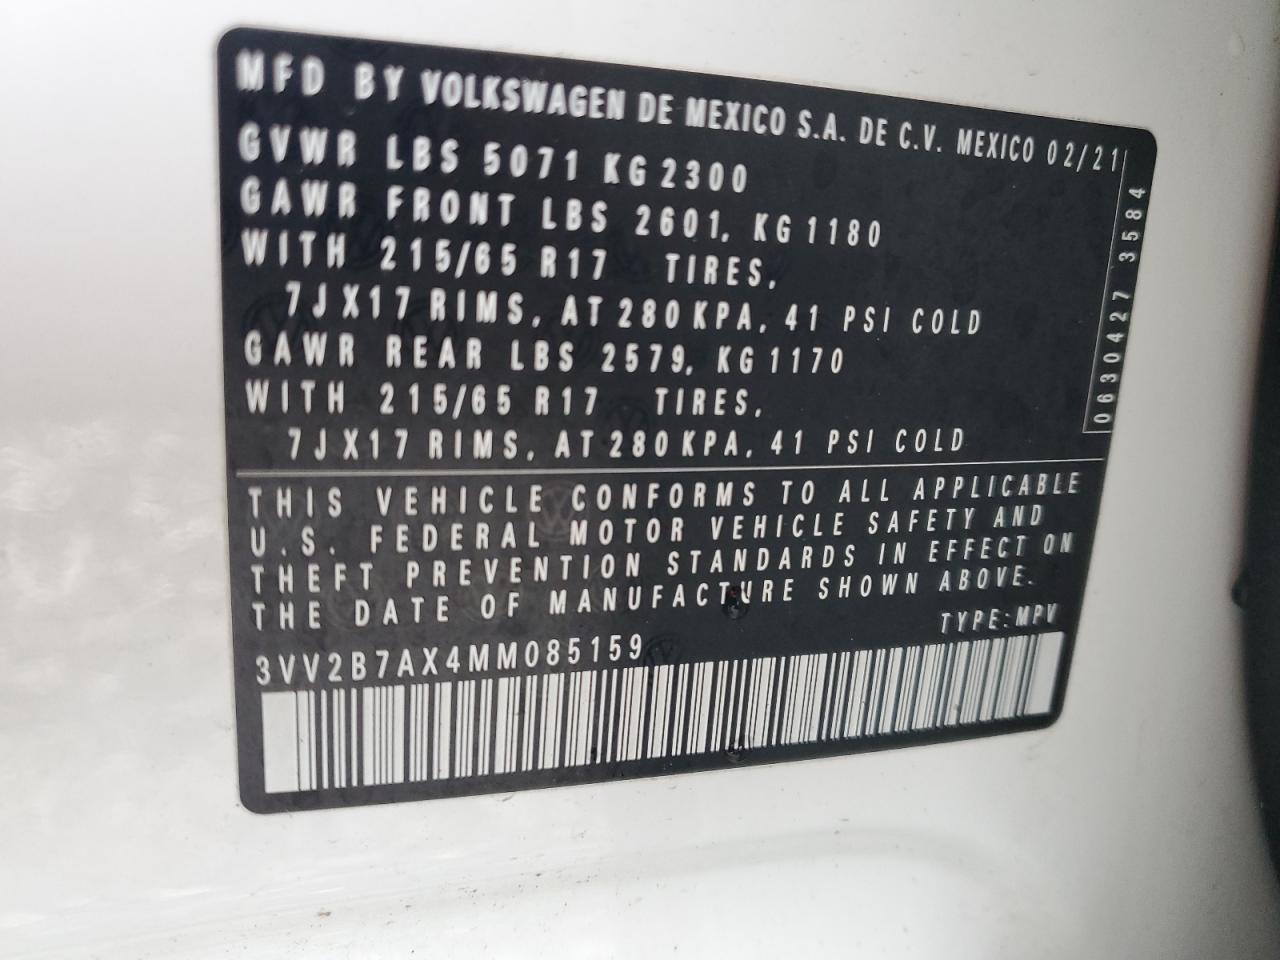 MFD BY VOLKSWAGEN DE MEXICO S.A. DE C.V. MEXICO 02/21
GVWR LBS 5071 KG 2300
GAWR FRONT LBS 2601, KG 1180
WITH 215/65 R17 TIRES,
7J X17 RIMS, AT 280 KPA, 41 PSI COLD
GAWR REAR LBS 2579, KG 1170
WITH 215/65 R17 TIRES,
7J X17 RIMS, AT 280 KPA, 41 PSI COLD
0630427 3584
THIS VEHICLE CONFORMS TO ALL APPLICABLE
U.S. FEDERAL MOTOR VEHICLE SAFETY AND
THEFT PREVENTION STANDARDS IN EFFECT ON
THE DATE OF MANUFACTURE SHOWN ABOVE.
TYPE:MPV
3VV2B7AX4MM085159